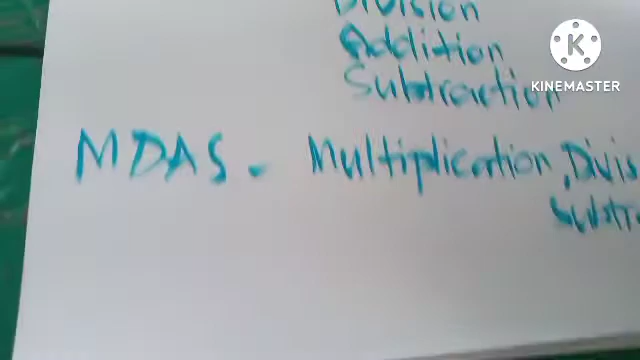 Division
Addition
Subtraction
KINEMASTER
MDAS - Multiplication, Divis